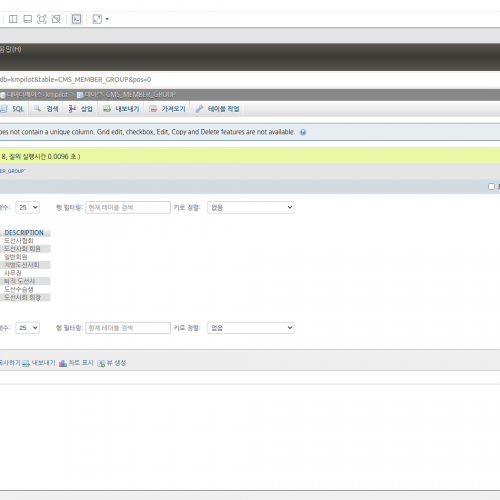 움말(H)
db=kmpilot&table=CMS_MEMBER_GROUP&pos=0
데이터베이스: kmpilot » 테이블: CMS_MEMBER_GROUP
SQL 검색 삽입 내보내기 가져오기 테이블 작업
oes not contain a unique column. Grid edit, checkbox, Edit, Copy and Delete features are not available.
8, 질의 실행시간 0.0096 초.)
ER_GROUP`
수: 25 행 필터링: 현재 테이블 검색 키로 정렬: 없음
DESCRIPTION
도선사협회
도선사회 회원
일반회원
지방도선사회
사무장
퇴직 도선사
도선수습생
도선사회 회장
수: 25 행 필터링: 현재 테이블 검색 키로 정렬: 없음
복사하기 내보내기 차트 표시 뷰 생성